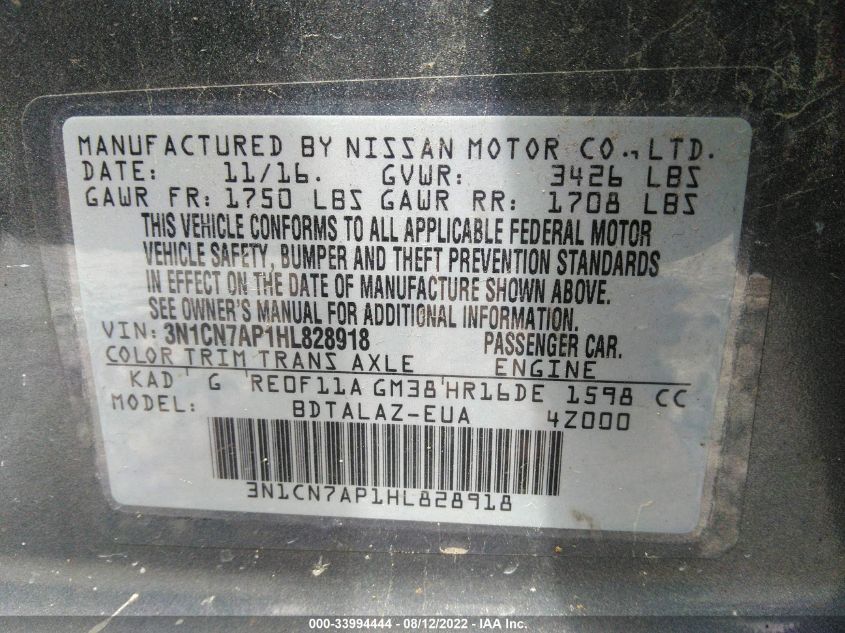 MANUFACTURED BY NISSAN MOTOR CO., LTD.
DATE: 11/16. GVWR: 3426 LBS
GAWR FR: 1750 LBS GAWR RR: 1708 LBS
THIS VEHICLE CONFORMS TO ALL APPLICABLE FEDERAL MOTOR
VEHICLE SAFETY, BUMPER AND THEFT PREVENTION STANDARDS
IN EFFECT ON THE DATE OF MANUFACTURE SHOWN ABOVE.
SEE OWNER'S MANUAL FOR ADDITIONAL INFORMATION.
VIN: 3N1CN7AP1HL828918 PASSENGER CAR.
COLOR TRIM TRANS AXLE ENGINE
KAD G RE0F11A GM38 HR16DE 1598 CC
MODEL: BDTALAZ-EUA 4Z000
3N1CN7AP1HL828918
000-33994444 - 08/12/2022 - IAA Inc.